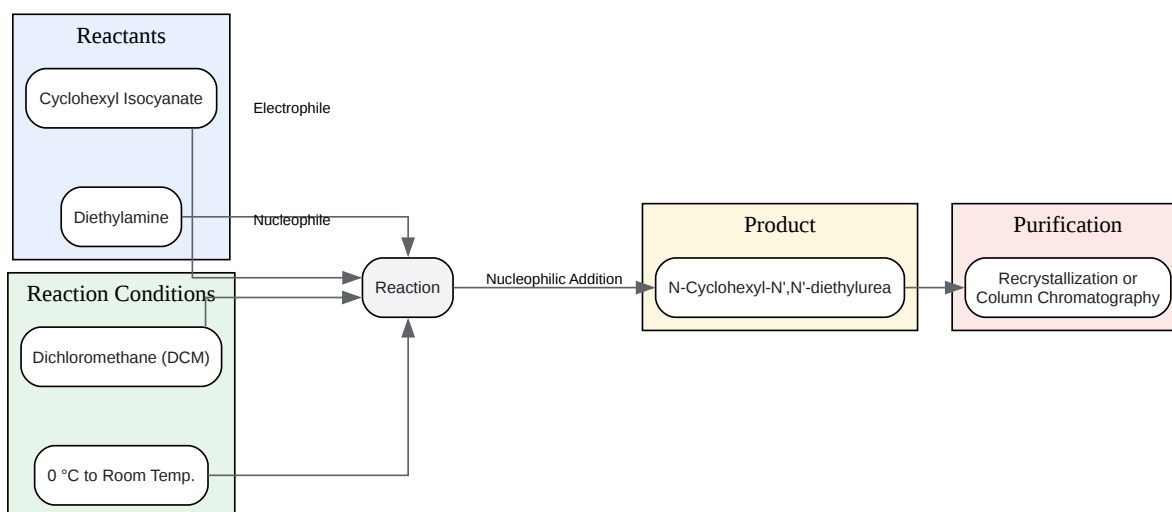 Reactants
Cyclohexyl Isocyanate
Electrophile
Diethylamine
Nucleophile
Reaction Conditions
Dichloromethane (DCM)
0 °C to Room Temp.
Reaction
Nucleophilic Addition
Product
N-Cyclohexyl-N',N'-diethylurea
Purification
Recrystallization or
Column Chromatography